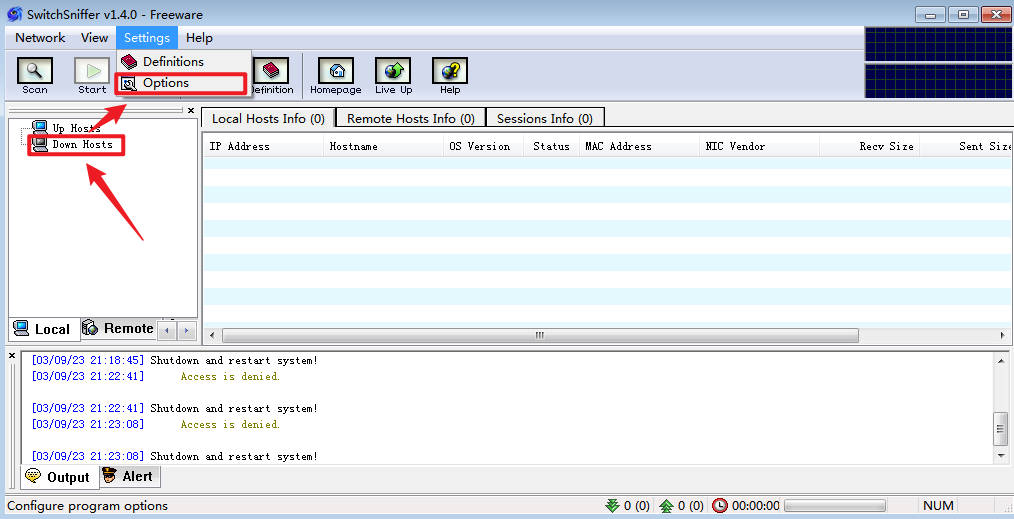 SwitchSniffer v1.4.0 - Freeware
Network View Settings Help
Definitions
Options
Scan Start efinition Homepage Live Up Help
Local Hosts Info (0) Remote Hosts Info (0) Sessions Info (0)
Up Hosts
Down Hosts
IP Address Hostname OS Version Status MAC Address NIC Vendor Recv Size Sent Size
Local Remote
[03/09/23 21:18:45] Shutdown and restart system!
[03/09/23 21:22:41] Access is denied.
[03/09/23 21:22:41] Shutdown and restart system!
[03/09/23 21:23:08] Access is denied.
[03/09/23 21:23:08] Shutdown and restart system!
Output Alert
Configure program options 0 (0) 0 (0) 00:00:00 NUM